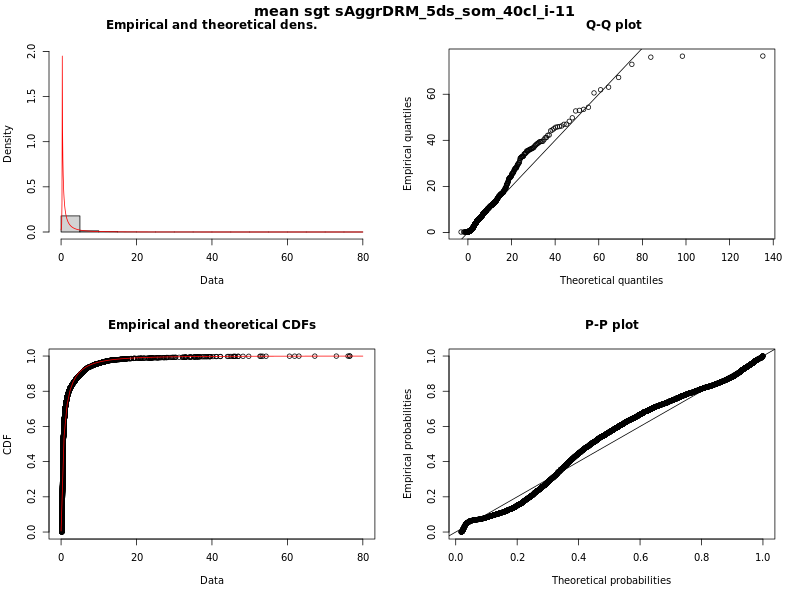 mean sgt sAggrDRM_5ds_som_40cl_i-11
Empirical and theoretical dens.
Density
0.0 0.5 1.0 1.5 2.0
0 20 40 60 80
Data
Q-Q plot
Empirical quantiles
0 20 40 60
0 20 40 60 80 100 120 140
Theoretical quantiles
Empirical and theoretical CDFs
CDF
0.0 0.2 0.4 0.6 0.8 1.0
0 20 40 60 80
Data
P-P plot
Empirical probabilities
0.0 0.2 0.4 0.6 0.8 1.0
0.0 0.2 0.4 0.6 0.8 1.0
Theoretical probabilities